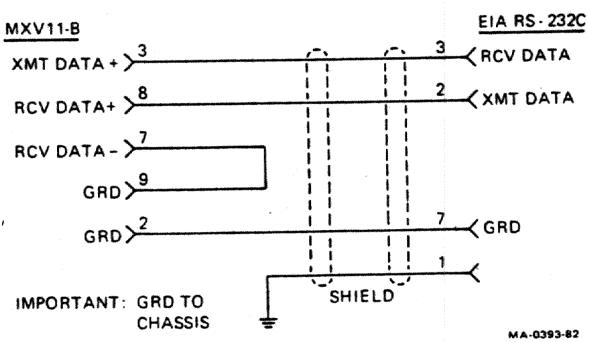 MXV11-B
EIA RS-232C
XMT DATA + 3
3 RCV DATA
RCV DATA+ 8
2 XMT DATA
RCV DATA – 7
GRD 9
GRD 2
7 GRD
1
SHIELD
IMPORTANT: GRD TO
CHASSIS
MA-0393-82